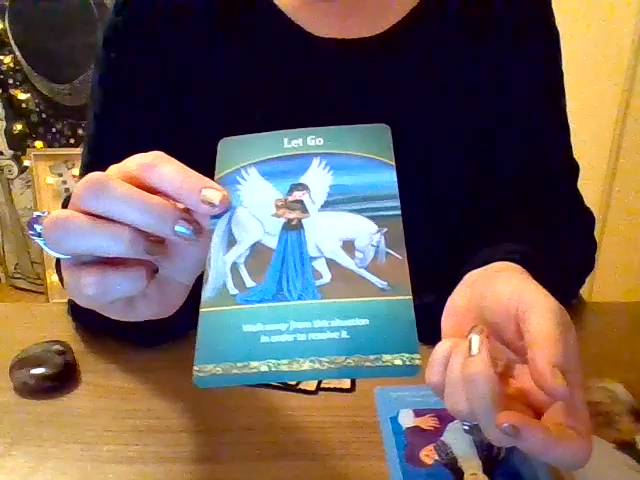 Let Go
Walk away from this situation
in order to resolve it.